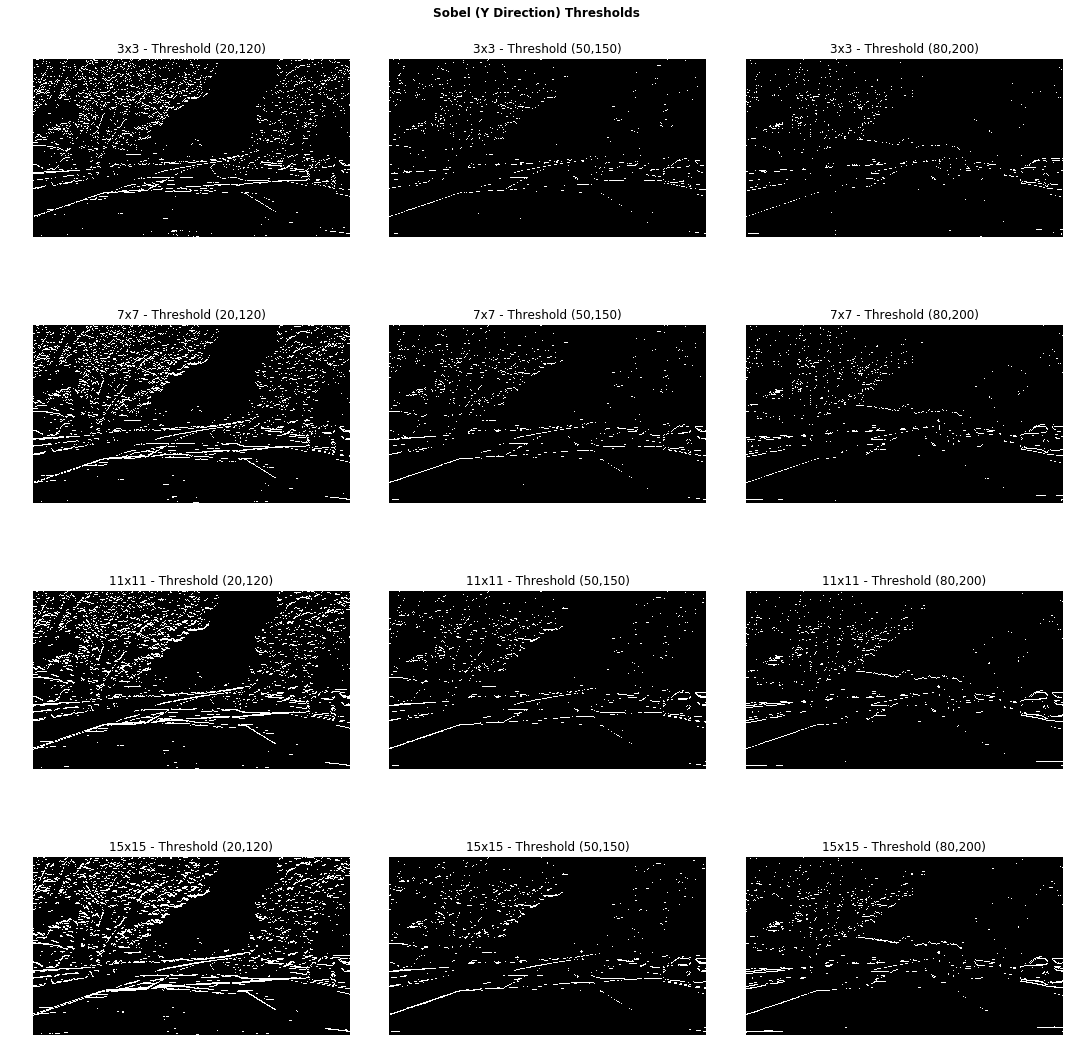 Sobel (Y Direction) Thresholds
3x3 - Threshold (20,120)
3x3 - Threshold (50,150)
3x3 - Threshold (80,200)
7x7 - Threshold (20,120)
7x7 - Threshold (50,150)
7x7 - Threshold (80,200)
11x11 - Threshold (20,120)
11x11 - Threshold (50,150)
11x11 - Threshold (80,200)
15x15 - Threshold (20,120)
15x15 - Threshold (50,150)
15x15 - Threshold (80,200)